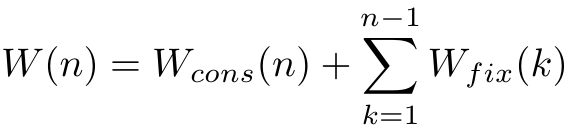 W(n) = W_{cons}(n) + \sum_{k=1}^{n-1} W_{fix}(k)